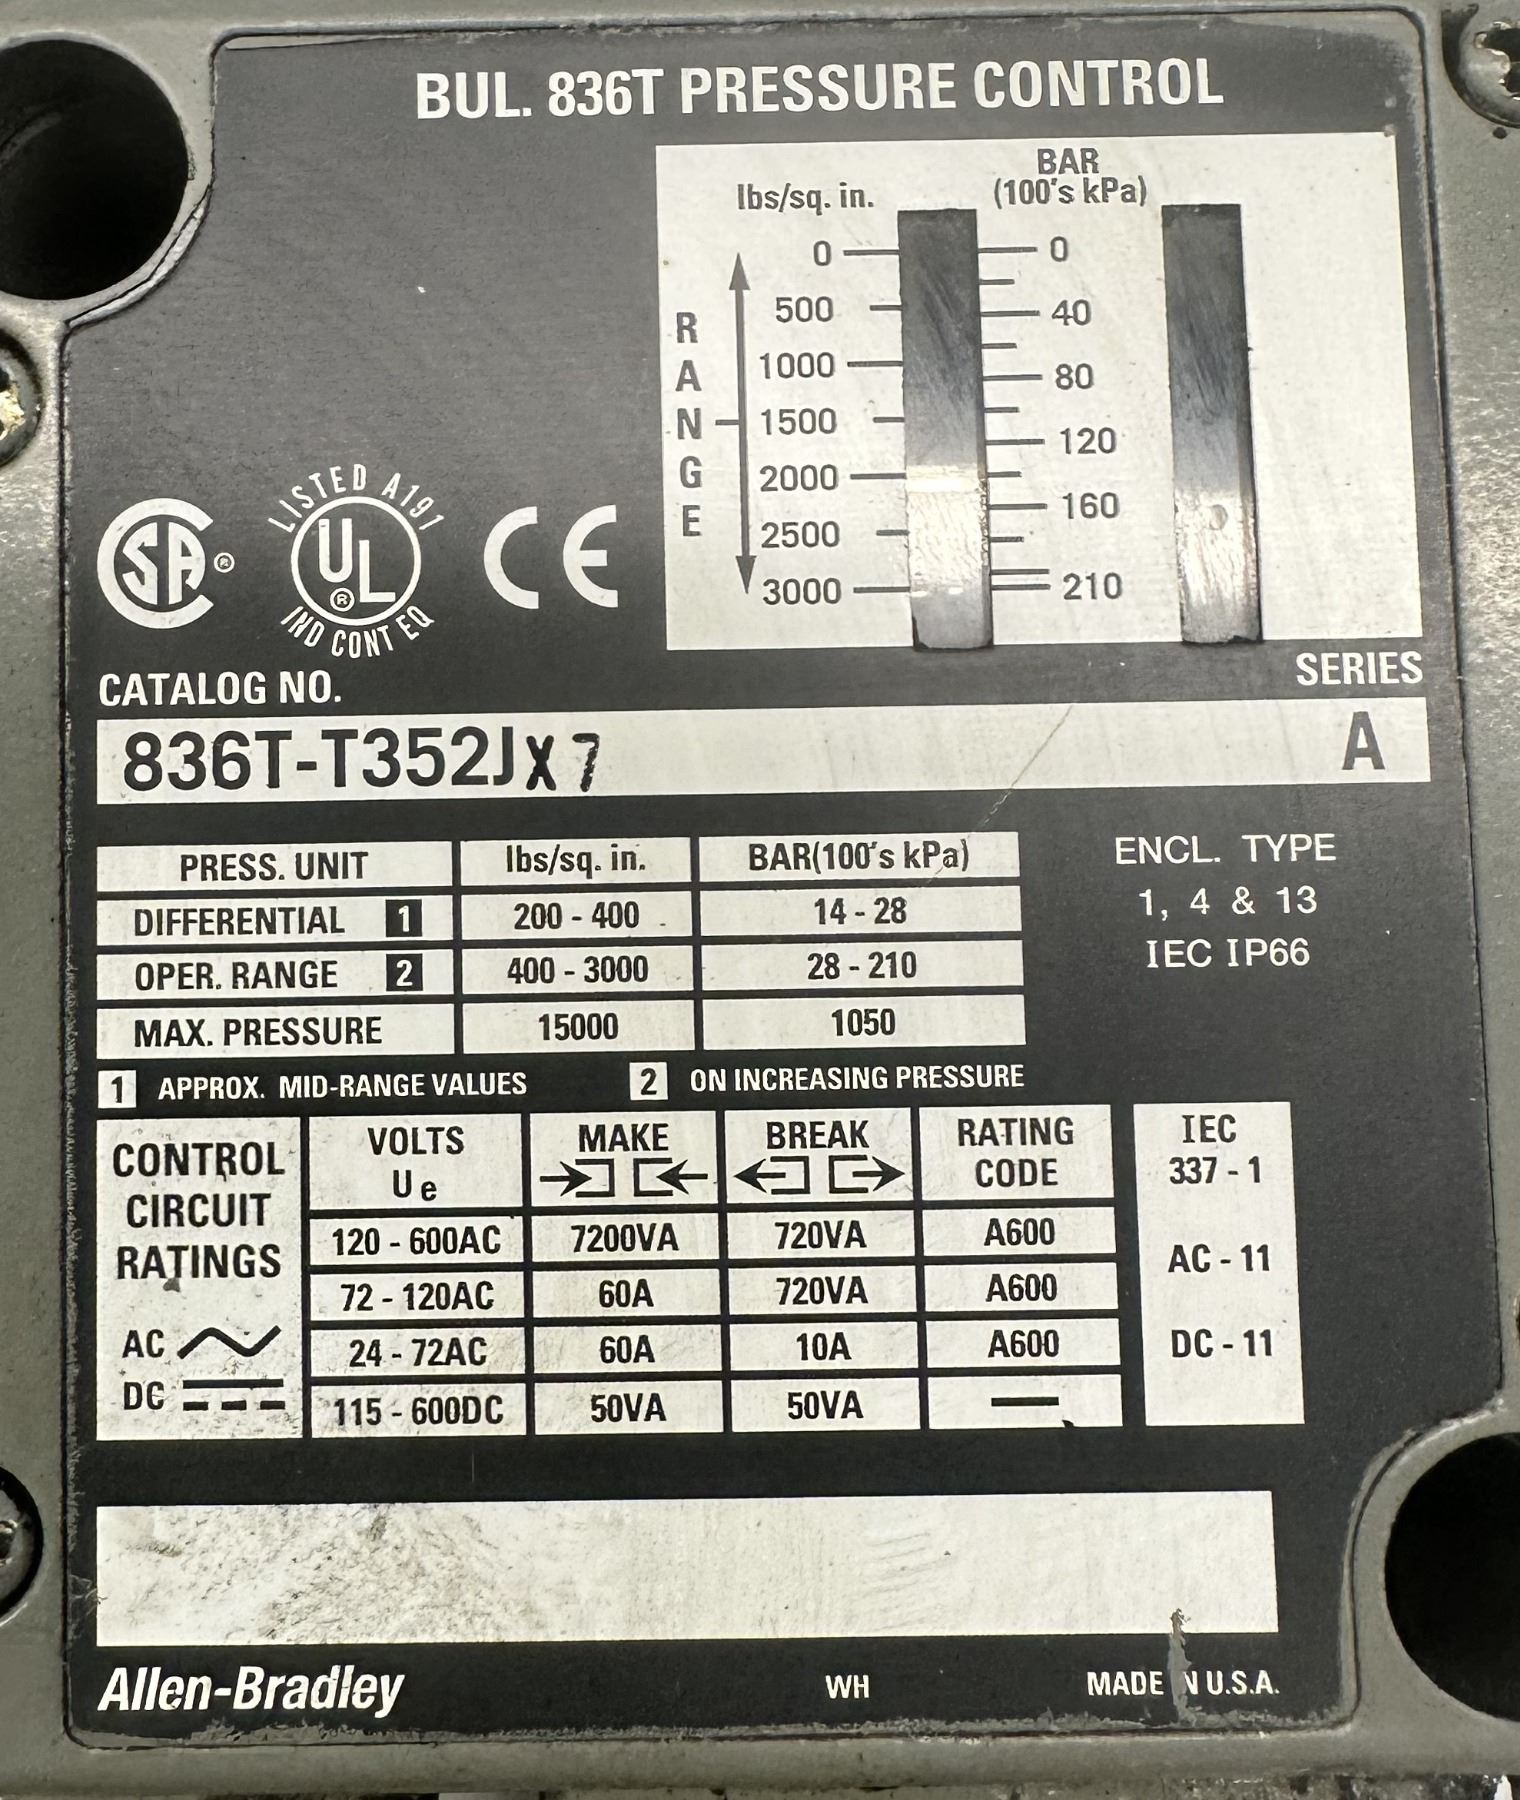 BUL. 836T PRESSURE CONTROL
lbs/sq. in.
BAR
(100's kPa)
RANGE
0
500
1000
1500
2000
2500
3000
0
40
80
120
160
210
SA ®
LISTED A191
UL ®
IND CONT EQ
CE
CATALOG NO.
SERIES
836T-T352JX7 A
PRESS. UNIT lbs/sq. in. BAR(100's kPa)
DIFFERENTIAL 1 200 - 400 14 - 28
OPER. RANGE 2 400 - 3000 28 - 210
MAX. PRESSURE 15000 1050
ENCL. TYPE
1, 4 & 13
IEC IP66
1 APPROX. MID-RANGE VALUES 2 ON INCREASING PRESSURE
CONTROL
CIRCUIT
RATINGS
AC
DC
VOLTS
Ue
MAKE BREAK RATING
CODE
120 - 600AC 7200VA 720VA A600
72 - 120AC 60A 720VA A600
24 - 72AC 60A 10A A600
115 - 600DC 50VA 50VA —
IEC
337 - 1
AC - 11
DC - 11
Allen-Bradley WH MADE IN U.S.A.